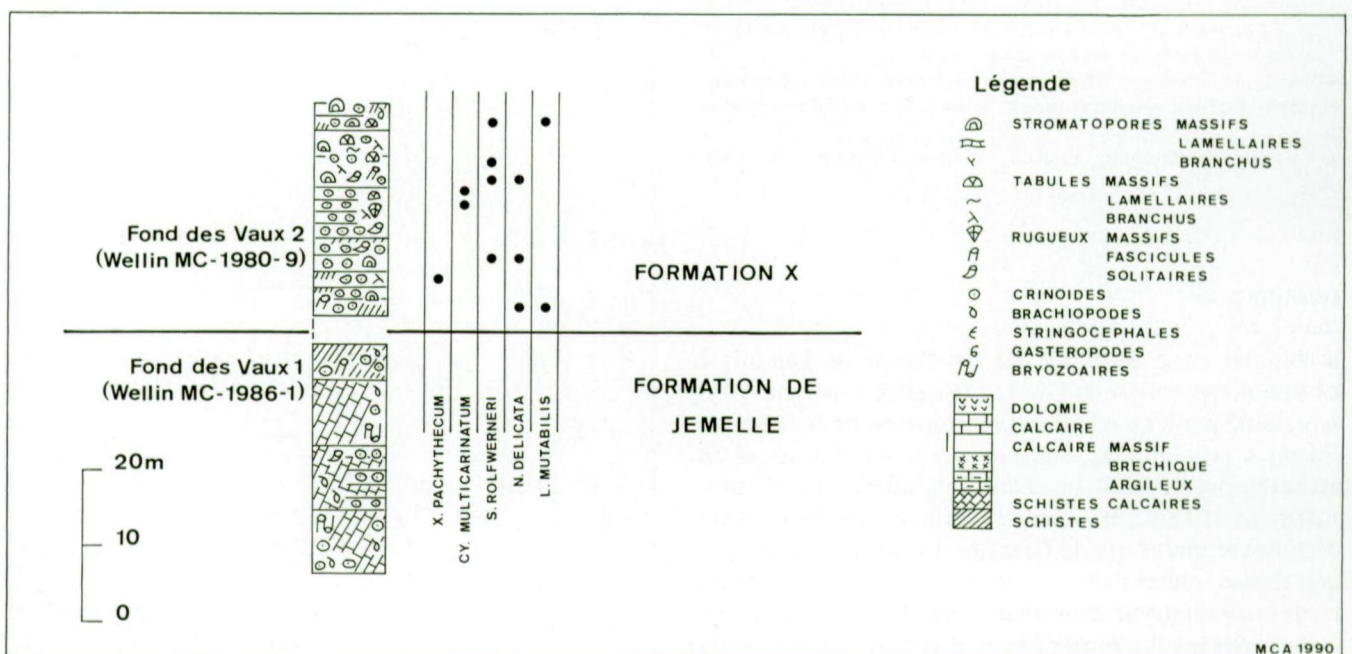 Fond des Vaux 2
(Wellin MC-1980-9)
Fond des Vaux 1
(Wellin MC-1986-1)
20m
10
0
X. PACHYTHECUM
CY. MULTICARINATUM
S. ROLFWERNERI
N. DELICATA
L. MUTABILIS
FORMATION X
FORMATION DE
JEMELLE
Légende
STROMATOPORES MASSIFS
LAMELLAIRES
BRANCHUS
TABULES MASSIFS
LAMELLAIRES
BRANCHUS
RUGUEUX MASSIFS
FASCICULES
SOLITAIRES
CRINOIDES
BRACHIOPODES
STRINGOCEPHALES
GASTEROPODES
BRYOZOAIRES
DOLOMIE
CALCAIRE
CALCAIRE MASSIF
BRECHIQUE
ARGILEUX
SCHISTES CALCAIRES
SCHISTES
MCA 1990